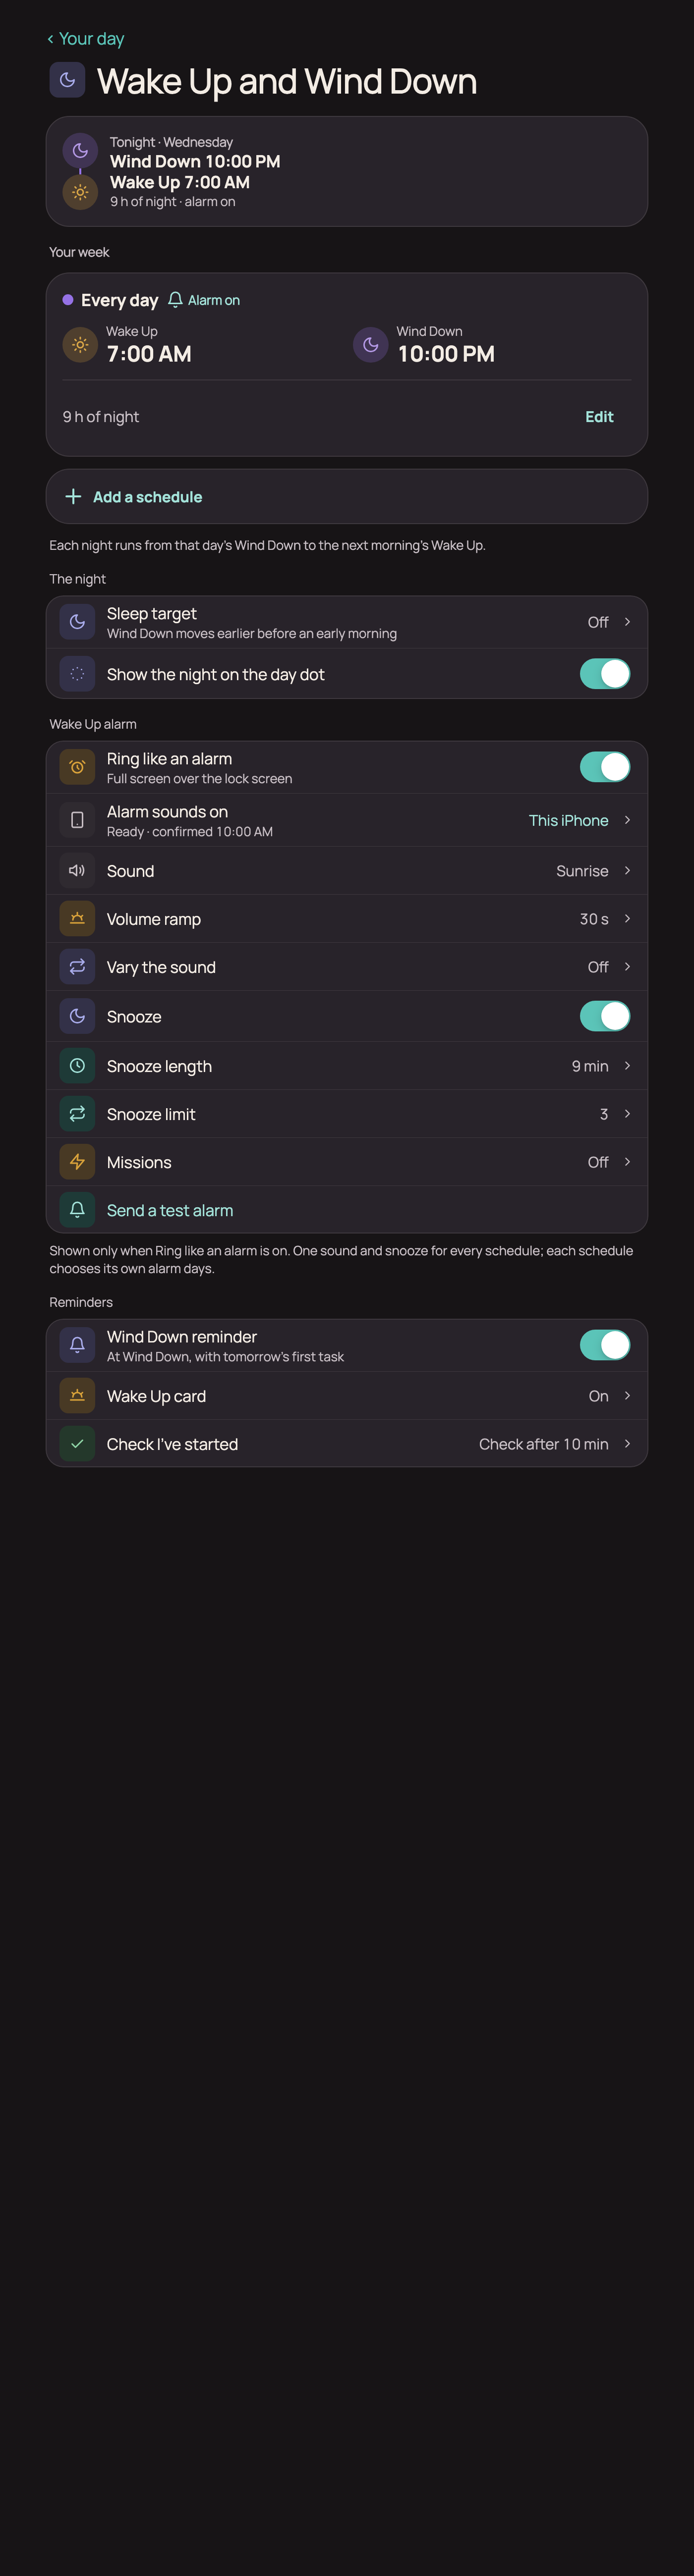 ‹ Your day
Wake Up and Wind Down
Tonight · Wednesday
Wind Down 10:00 PM
Wake Up 7:00 AM
9 h of night · alarm on
Your week
Every day
Alarm on
Wake Up
7:00 AM
Wind Down
10:00 PM
9 h of night
Edit
Add a schedule
Each night runs from that day's Wind Down to the next morning's Wake Up.
The night
Sleep target
Wind Down moves earlier before an early morning
Off
Show the night on the day dot
Wake Up alarm
Ring like an alarm
Full screen over the lock screen
Alarm sounds on
Ready · confirmed 10:00 AM
This iPhone
Sound
Sunrise
Volume ramp
30 s
Vary the sound
Off
Snooze
Snooze length
9 min
Snooze limit
3
Missions
Off
Send a test alarm
Shown only when Ring like an alarm is on. One sound and snooze for every schedule; each schedule
chooses its own alarm days.
Reminders
Wind Down reminder
At Wind Down, with tomorrow's first task
Wake Up card
On
Check I've started
Check after 10 min